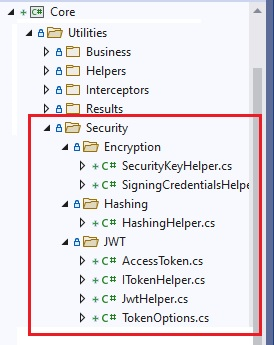 C# Core
Utilities
Business
Helpers
Interceptors
Results
Security
Encryption
C# SecurityKeyHelper.cs
C# SigningCredentialsHelpe
Hashing
C# HashingHelper.cs
JWT
C# AccessToken.cs
C# ITokenHelper.cs
C# JwtHelper.cs
C# TokenOptions.cs